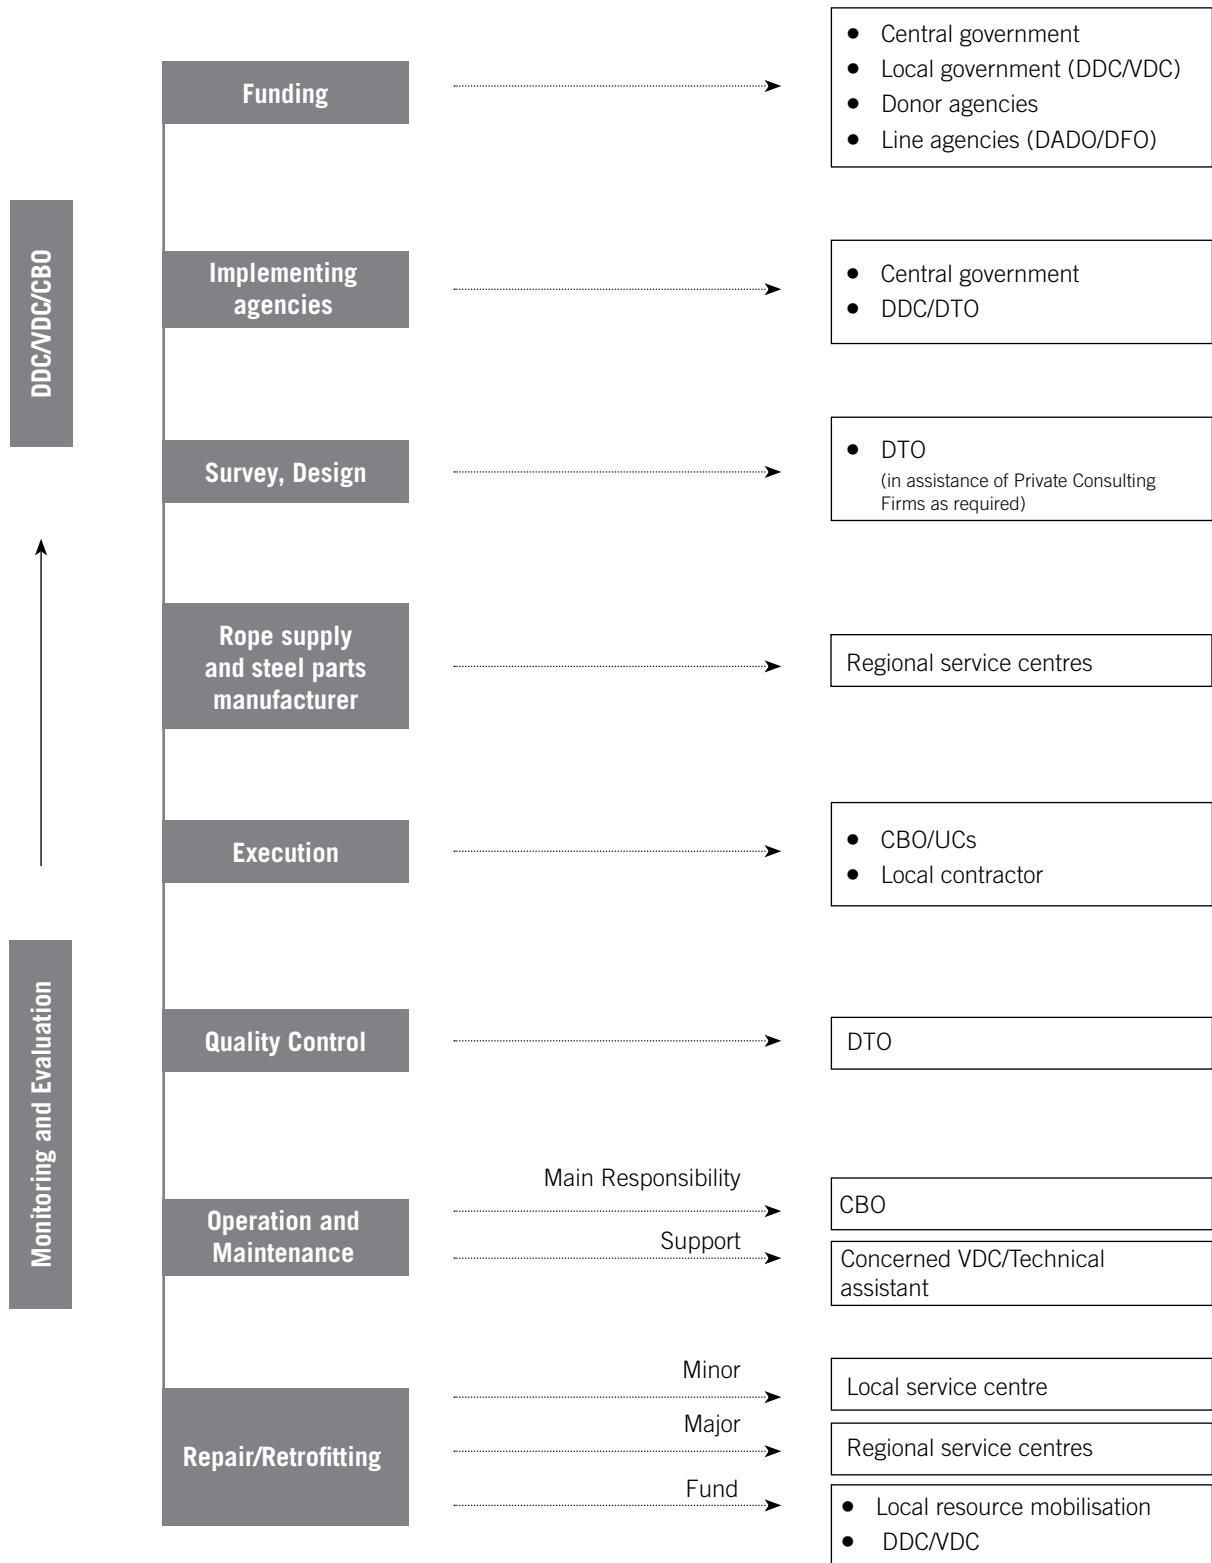 Funding
• Central government
• Local government (DDC/VDC)
• Donor agencies
• Line agencies (DADO/DFO)
DDC/VDC/CBO
Implementing
agencies
• Central government
• DDC/DTO
Survey, Design
• DTO
(in assistance of Private Consulting
Firms as required)
Rope supply
and steel parts
manufacturer
Regional service centres
Execution
• CBO/UCs
• Local contractor
Monitoring and Evaluation
Quality Control
DTO
Operation and
Maintenance
Main Responsibility
CBO
Support
Concerned VDC/Technical
assistant
Repair/Retrofitting
Minor
Local service centre
Major
Regional service centres
Fund
• Local resource mobilisation
• DDC/VDC